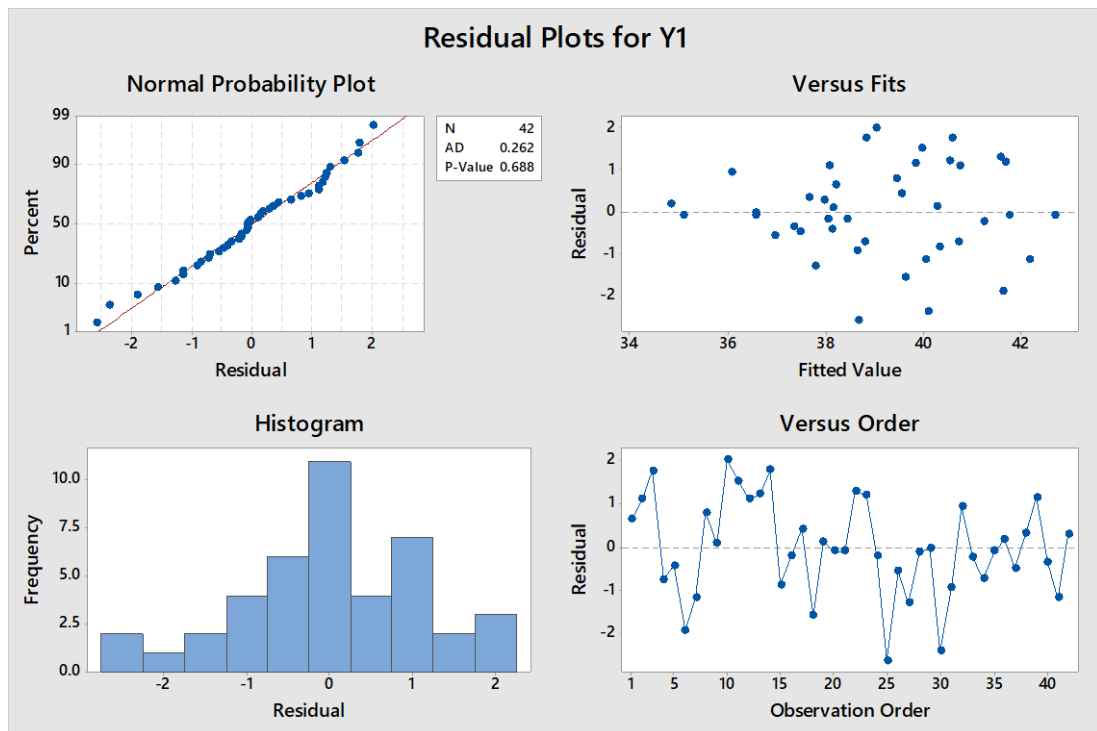 Residual Plots for Y1
Normal Probability Plot
99
90
50
10
1
Percent
-2 -1 0 1 2
Residual
N 42
AD 0.262
P-Value 0.688
Versus Fits
2
1
0
-1
-2
Residual
34 36 38 40 42
Fitted Value
Histogram
10.0
7.5
5.0
2.5
0.0
Frequency
-2 -1 0 1 2
Residual
Versus Order
2
1
0
-1
-2
Residual
1 5 10 15 20 25 30 35 40
Observation Order